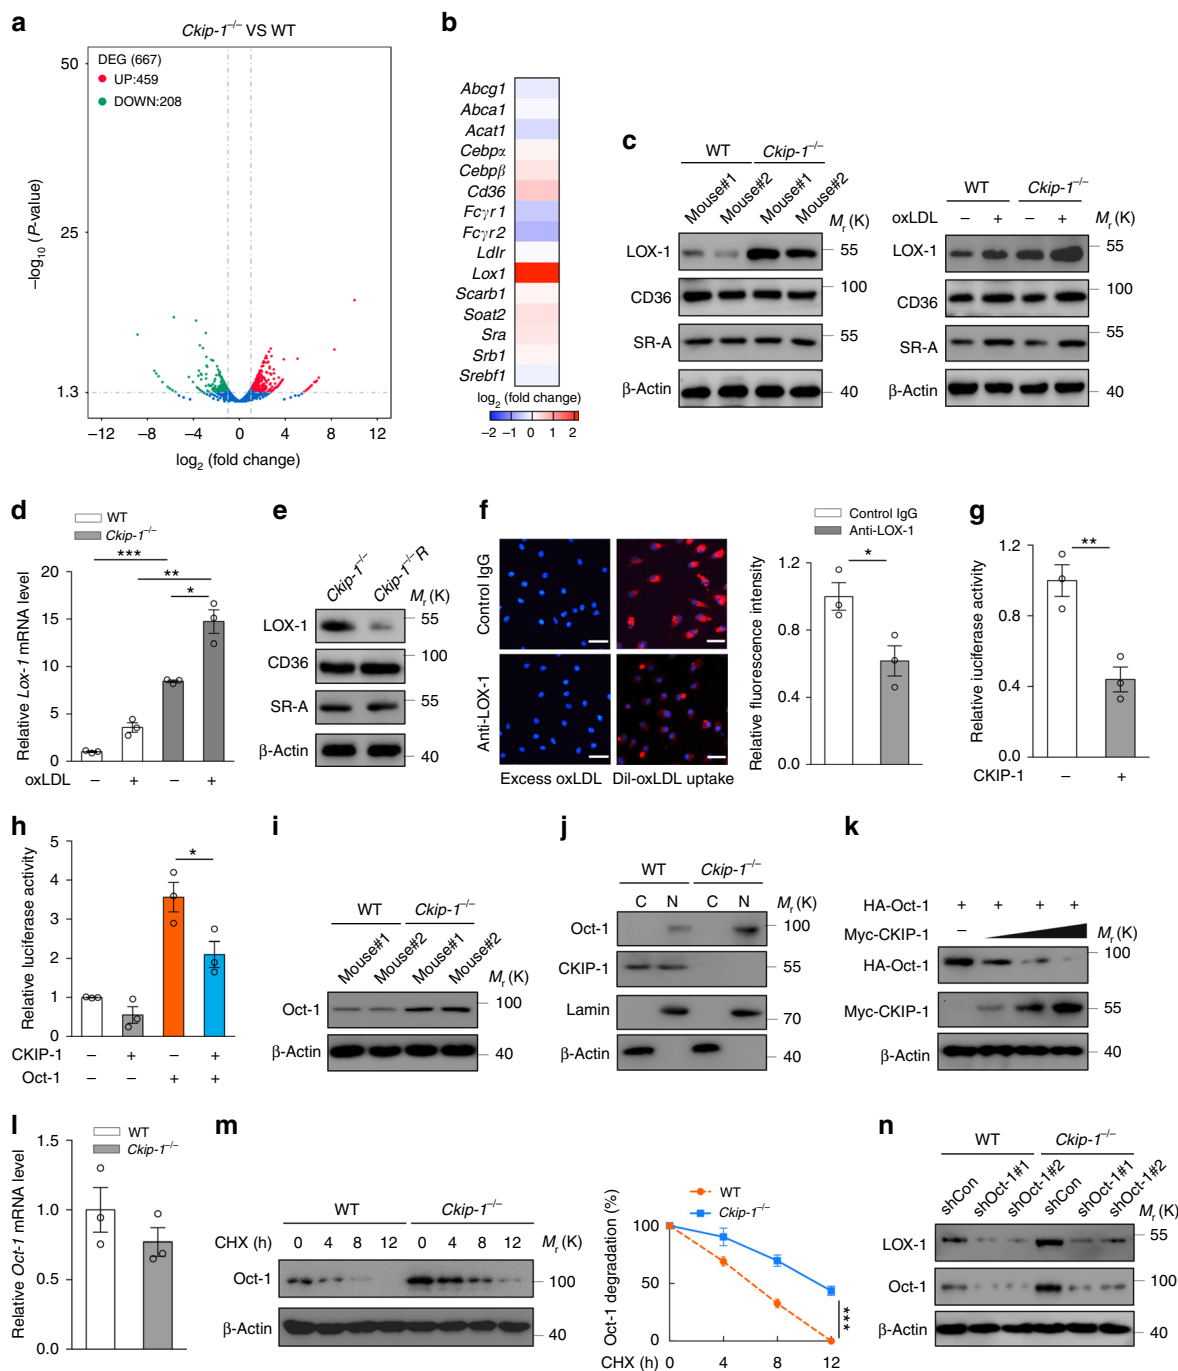 a
Ckip-1−/− VS WT
DEG (667)
UP:459
DOWN:208
50
25
1.3
−log10 (P-value)
−12 −8 −4 0 4 8 12
log2 (fold change)
b
Abcg1
Abca1
Acat1
Cebpα
Cebpβ
Cd36
Fcγr1
Fcγr2
Ldlr
Lox1
Scarb1
Soat2
Sra
Srb1
Srebf1
log2 (fold change)
−2 −1 0 1 2
c
WT Ckip-1−/−
Mouse#1 Mouse#2 Mouse#1 Mouse#2
Mr (K)
LOX-1 55
CD36 100
SR-A 55
β-Actin 40
WT Ckip-1−/−
oxLDL − + − + Mr (K)
LOX-1 55
CD36 100
SR-A 55
β-Actin 40
d
WT
Ckip-1−/−
*** ** *
20
15
10
5
0
Relative Lox-1 mRNA level
oxLDL − + − +
e
Ckip-1−/− Ckip-1−/−R
Mr (K)
LOX-1 55
CD36 100
SR-A 55
β-Actin 40
f
Control IgG
Anti-LOX-1
Excess oxLDL Dil-oxLDL uptake
Control IgG
Anti-LOX-1
*
1.2
0.8
0.4
0.0
Relative fluorescence intensity
g
**
1.2
0.8
0.4
0.0
Relative luciferase activity
CKIP-1 − +
h
*
5
4
3
2
1
0
Relative luciferase activity
CKIP-1 − + − +
Oct-1 − − + +
i
WT Ckip-1−/−
Mouse#1 Mouse#2 Mouse#1 Mouse#2
Mr (K)
Oct-1 100
β-Actin 40
j
WT Ckip-1−/−
C N C N Mr (K)
Oct-1 100
CKIP-1 55
Lamin 70
β-Actin 40
k
HA-Oct-1 + + + +
Myc-CKIP-1 − Mr (K)
HA-Oct-1 100
Myc-CKIP-1 55
β-Actin 40
l
WT
Ckip-1−/−
1.5
1.0
0.5
0.0
Relative Oct-1 mRNA level
m
WT Ckip-1−/−
CHX (h) 0 4 8 12 0 4 8 12 Mr (K)
Oct-1 100
β-Actin 40
WT
Ckip-1−/−
100
50
0
Oct-1 degradation (%)
***
CHX (h) 0 4 8 12
n
WT Ckip-1−/−
shCon shOct-1#1 shOct-1#2 shCon shOct-1#1 shOct-1#2
Mr (K)
LOX-1 55
Oct-1 100
β-Actin 40